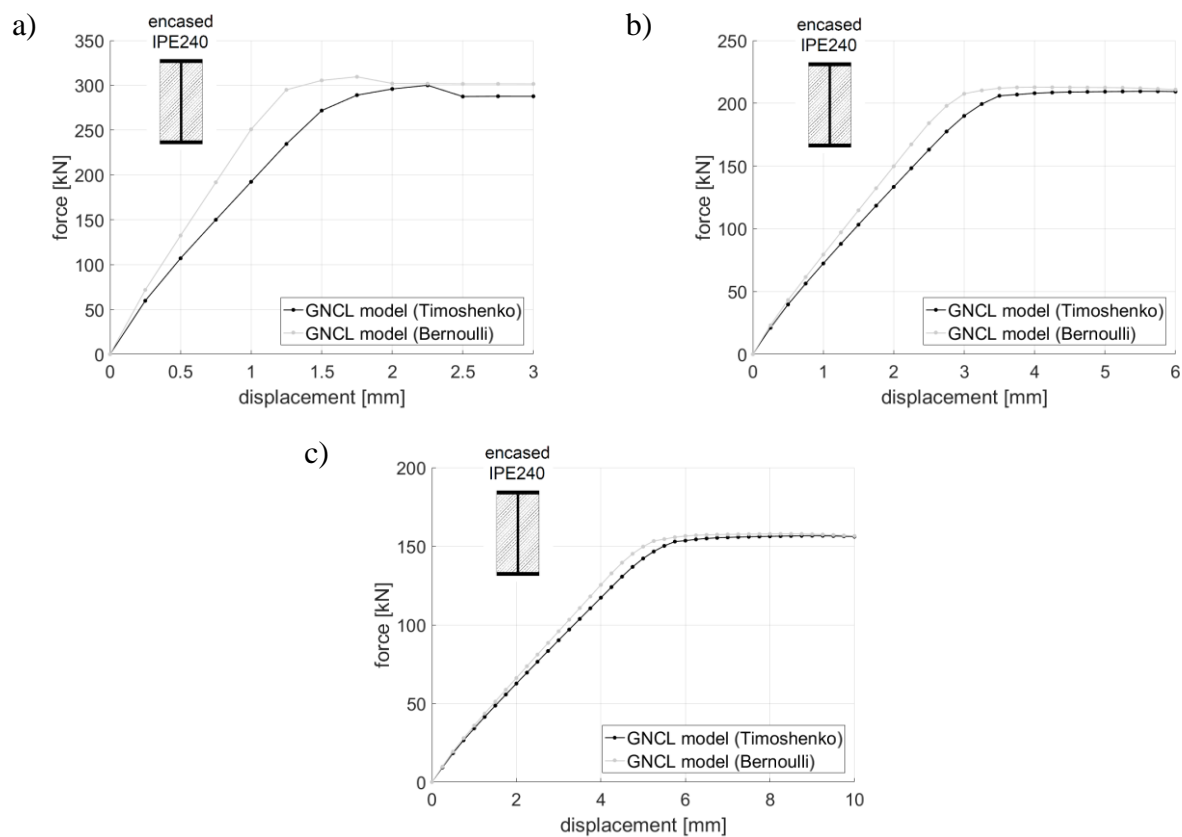 a)
encased
IPE240
350
300
250
200
150
100
50
0
force [kN]
0 0.5 1 1.5 2 2.5 3
displacement [mm]
GNCL model (Timoshenko)
GNCL model (Bernoulli)
b)
encased
IPE240
250
200
150
100
50
0
force [kN]
0 1 2 3 4 5 6
displacement [mm]
GNCL model (Timoshenko)
GNCL model (Bernoulli)
c)
encased
IPE240
200
150
100
50
0
force [kN]
0 2 4 6 8 10
displacement [mm]
GNCL model (Timoshenko)
GNCL model (Bernoulli)